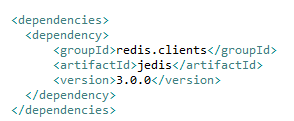 <dependencies>
  <dependency>
      <groupId>redis.clients</groupId>
      <artifactId>jedis</artifactId>
      <version>3.0.0</version>
  </dependency>
</dependencies>